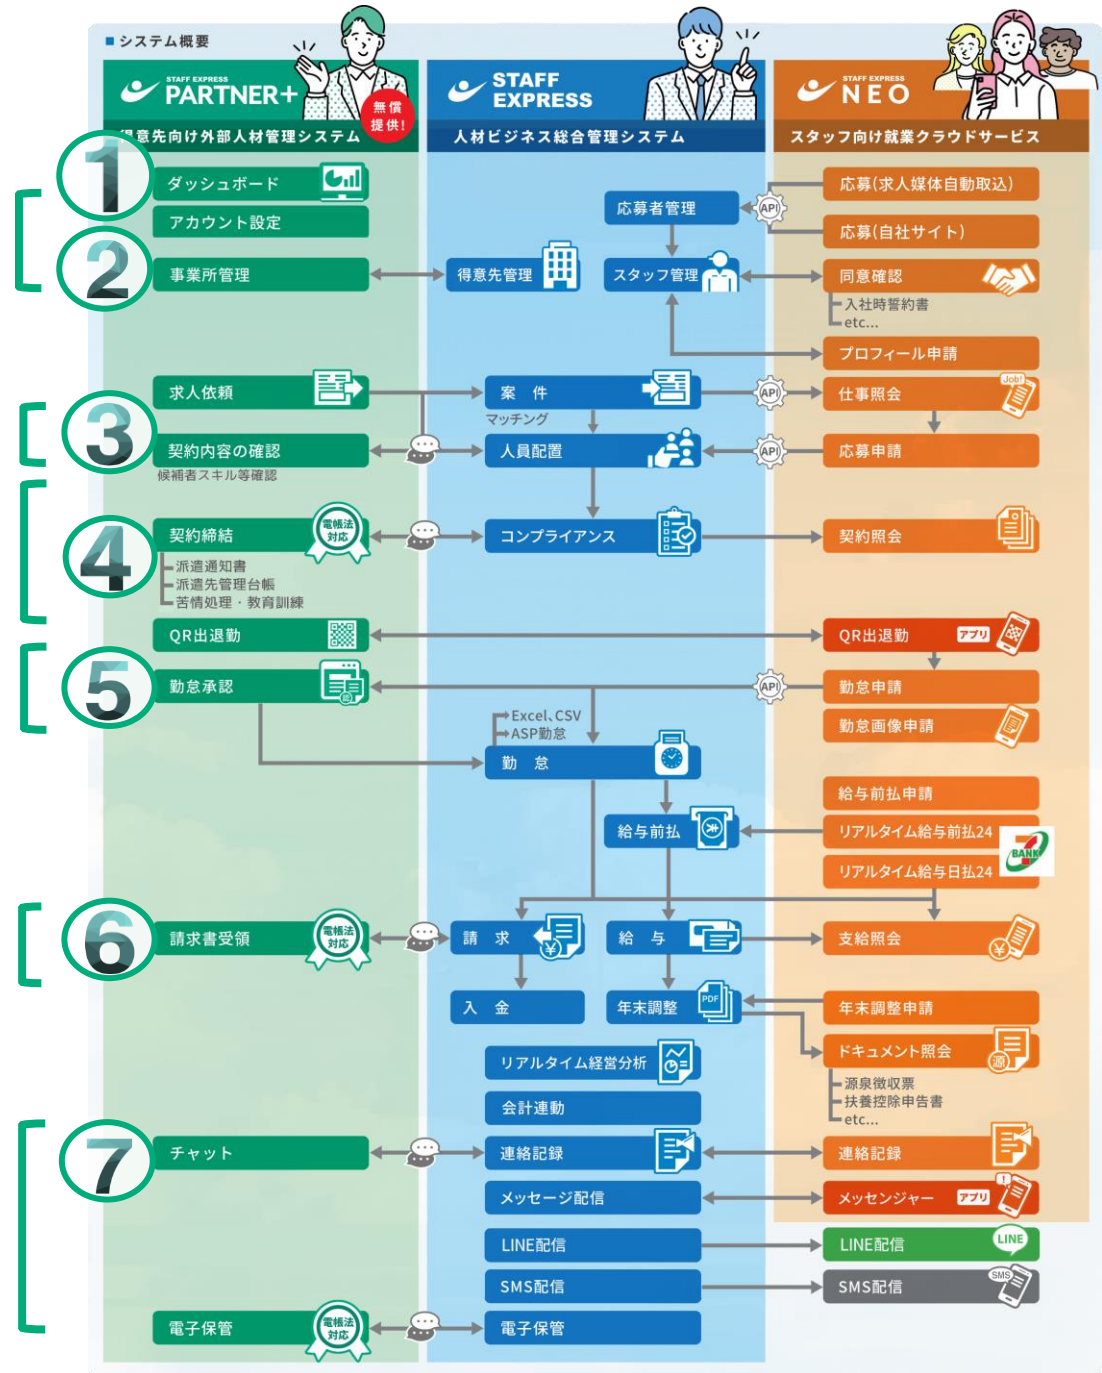 システム概要
STAFF EXPRESS
PARTNER+
無償
提供!
得意先向け外部人材管理システム
STAFF
EXPRESS
人材ビジネス総合管理システム
STAFF EXPRESS
NEO
スタッフ向け就業クラウドサービス
1
ダッシュボード
応募(求人媒体自動取込)
アカウント設定
応募者管理
API
応募(自社サイト)
2
事業所管理
得意先管理
スタッフ管理
同意確認
入社時誓約書
etc...
プロフィール申請
求人依頼
案 件
API
仕事照会
Job!
マッチング
3
契約内容の確認
候補者スキル等確認
人員配置
API
応募申請
4
契約締結
電帳法
対応
コンプライアンス
契約照会
派遣通知書
派遣先管理台帳
苦情処理・教育訓練
QR出退勤
QR出退勤
アプリ
5
勤怠承認
API
勤怠申請
Excel、CSV
ASP勤怠
勤怠画像申請
勤 怠
給与前払申請
給与前払
リアルタイム給与前払24
BANK
リアルタイム給与日払24
6
請求書受領
電帳法
対応
請 求
給 与
支給照会
入 金
年末調整
PDF
年末調整申請
リアルタイム経営分析
ドキュメント照会
源
源泉徴収票
扶養控除申告書
etc...
会計連動
7
チャット
連絡記録
連絡記録
メッセージ配信
メッセンジャー
アプリ
LINE配信
LINE配信
LINE
SMS配信
SMS配信
SMS
電子保管
電帳法
対応
電子保管